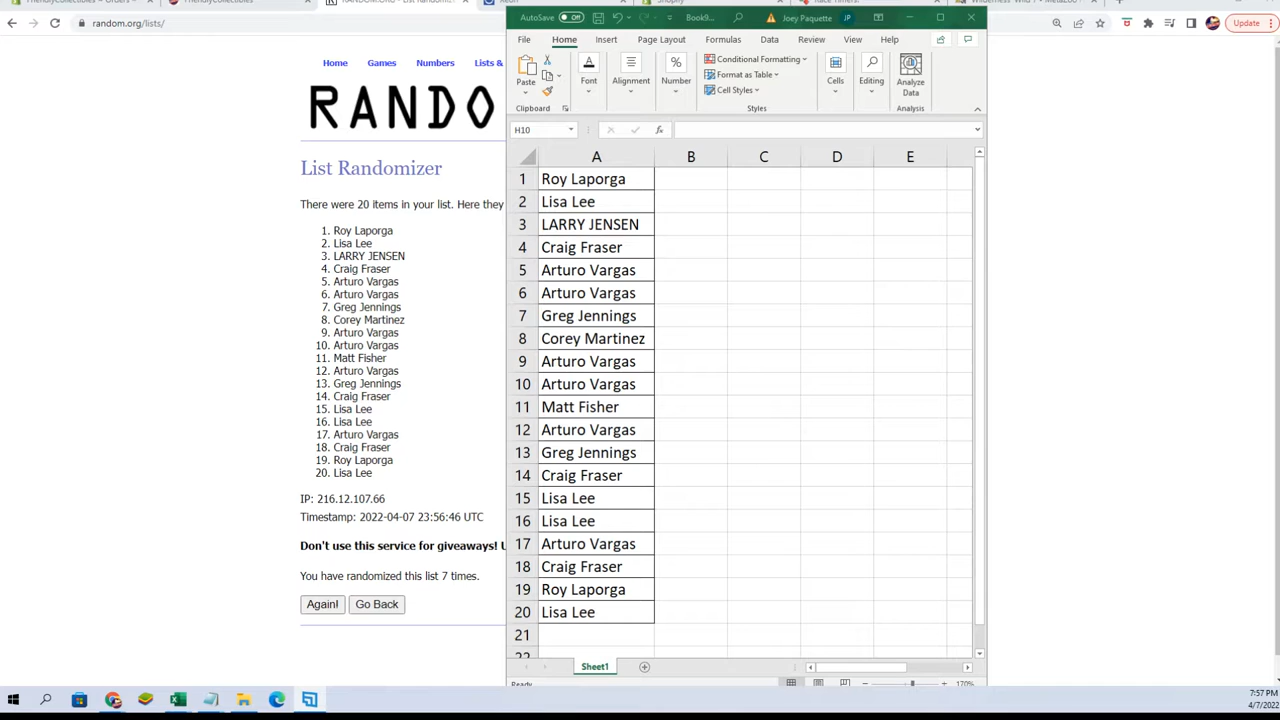 random.org/lists/
Update
Home Games Numbers Lists &
RANDO
List Randomizer
There were 20 items in your list. Here they
1. Roy Laporga
2. Lisa Lee
3. LARRY JENSEN
4. Craig Fraser
5. Arturo Vargas
6. Arturo Vargas
7. Greg Jennings
8. Corey Martinez
9. Arturo Vargas
10. Arturo Vargas
11. Matt Fisher
12. Arturo Vargas
13. Greg Jennings
14. Craig Fraser
15. Lisa Lee
16. Lisa Lee
17. Arturo Vargas
18. Craig Fraser
19. Roy Laporga
20. Lisa Lee
IP: 216.12.107.66
Timestamp: 2022-04-07 23:56:46 UTC
Don't use this service for giveaways!
You have randomized this list 7 times.
Again! Go Back
AutoSave Off Book9... Joey Paquette JP
File Home Insert Page Layout Formulas Data Review View Help
Paste Font Alignment Number Conditional Formatting Format as Table Cell Styles Cells Editing Analyze Data
Clipboard Styles Analysis
H10 fx
A B C D E
1 Roy Laporga
2 Lisa Lee
3 LARRY JENSEN
4 Craig Fraser
5 Arturo Vargas
6 Arturo Vargas
7 Greg Jennings
8 Corey Martinez
9 Arturo Vargas
10 Arturo Vargas
11 Matt Fisher
12 Arturo Vargas
13 Greg Jennings
14 Craig Fraser
15 Lisa Lee
16 Lisa Lee
17 Arturo Vargas
18 Craig Fraser
19 Roy Laporga
20 Lisa Lee
21
22
Sheet1
Ready 170%
7:57 PM
4/7/2022